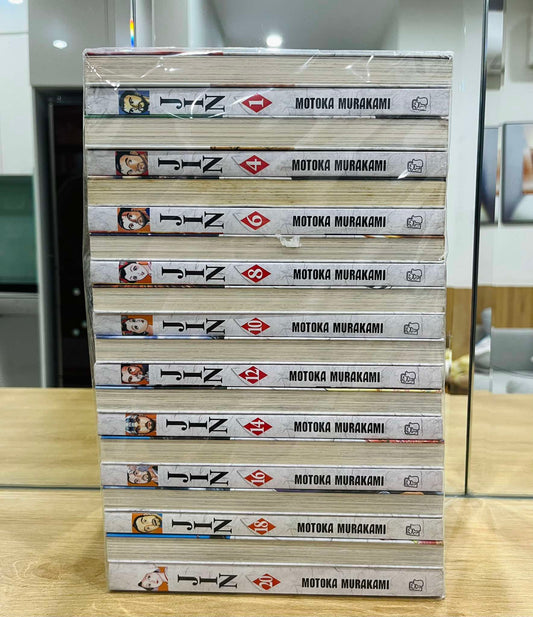 JIN 1 MOTOKA MURAKAMI
JIN 4 MOTOKA MURAKAMI
JIN 6 MOTOKA MURAKAMI
JIN 8 MOTOKA MURAKAMI
JIN 10 MOTOKA MURAKAMI
JIN 12 MOTOKA MURAKAMI
JIN 14 MOTOKA MURAKAMI
JIN 16 MOTOKA MURAKAMI
JIN 18 MOTOKA MURAKAMI
JIN 20 MOTOKA MURAKAMI